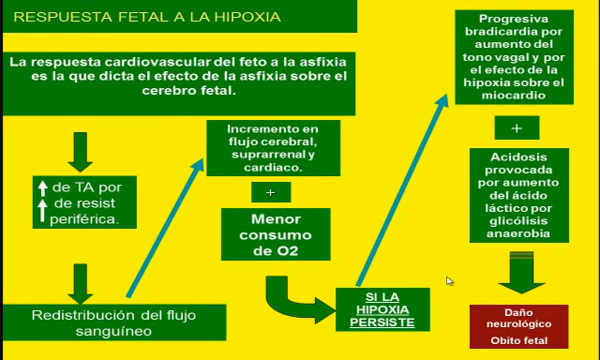 RESPUESTA FETAL A LA HIPOXIA
La respuesta cardiovascular del feto a la asfixia
es la que dicta el efecto de la asfixia sobre el
cerebro fetal.
de TA por
de resist
periférica.
Redistribución del flujo
sanguíneo
Incremento en
flujo cerebral,
suprarrenal y
cardiaco.
+
Menor
consumo
de O2
SI LA
HIPOXIA
PERSISTE
Progresiva
bradicardia por
aumento del
tono vagal y por
el efecto de la
hipoxia sobre el
miocardio
+
Acidosis
provocada
por aumento
del ácido
láctico por
glicólisis
anaerobia
Daño
neurológico
Obito fetal